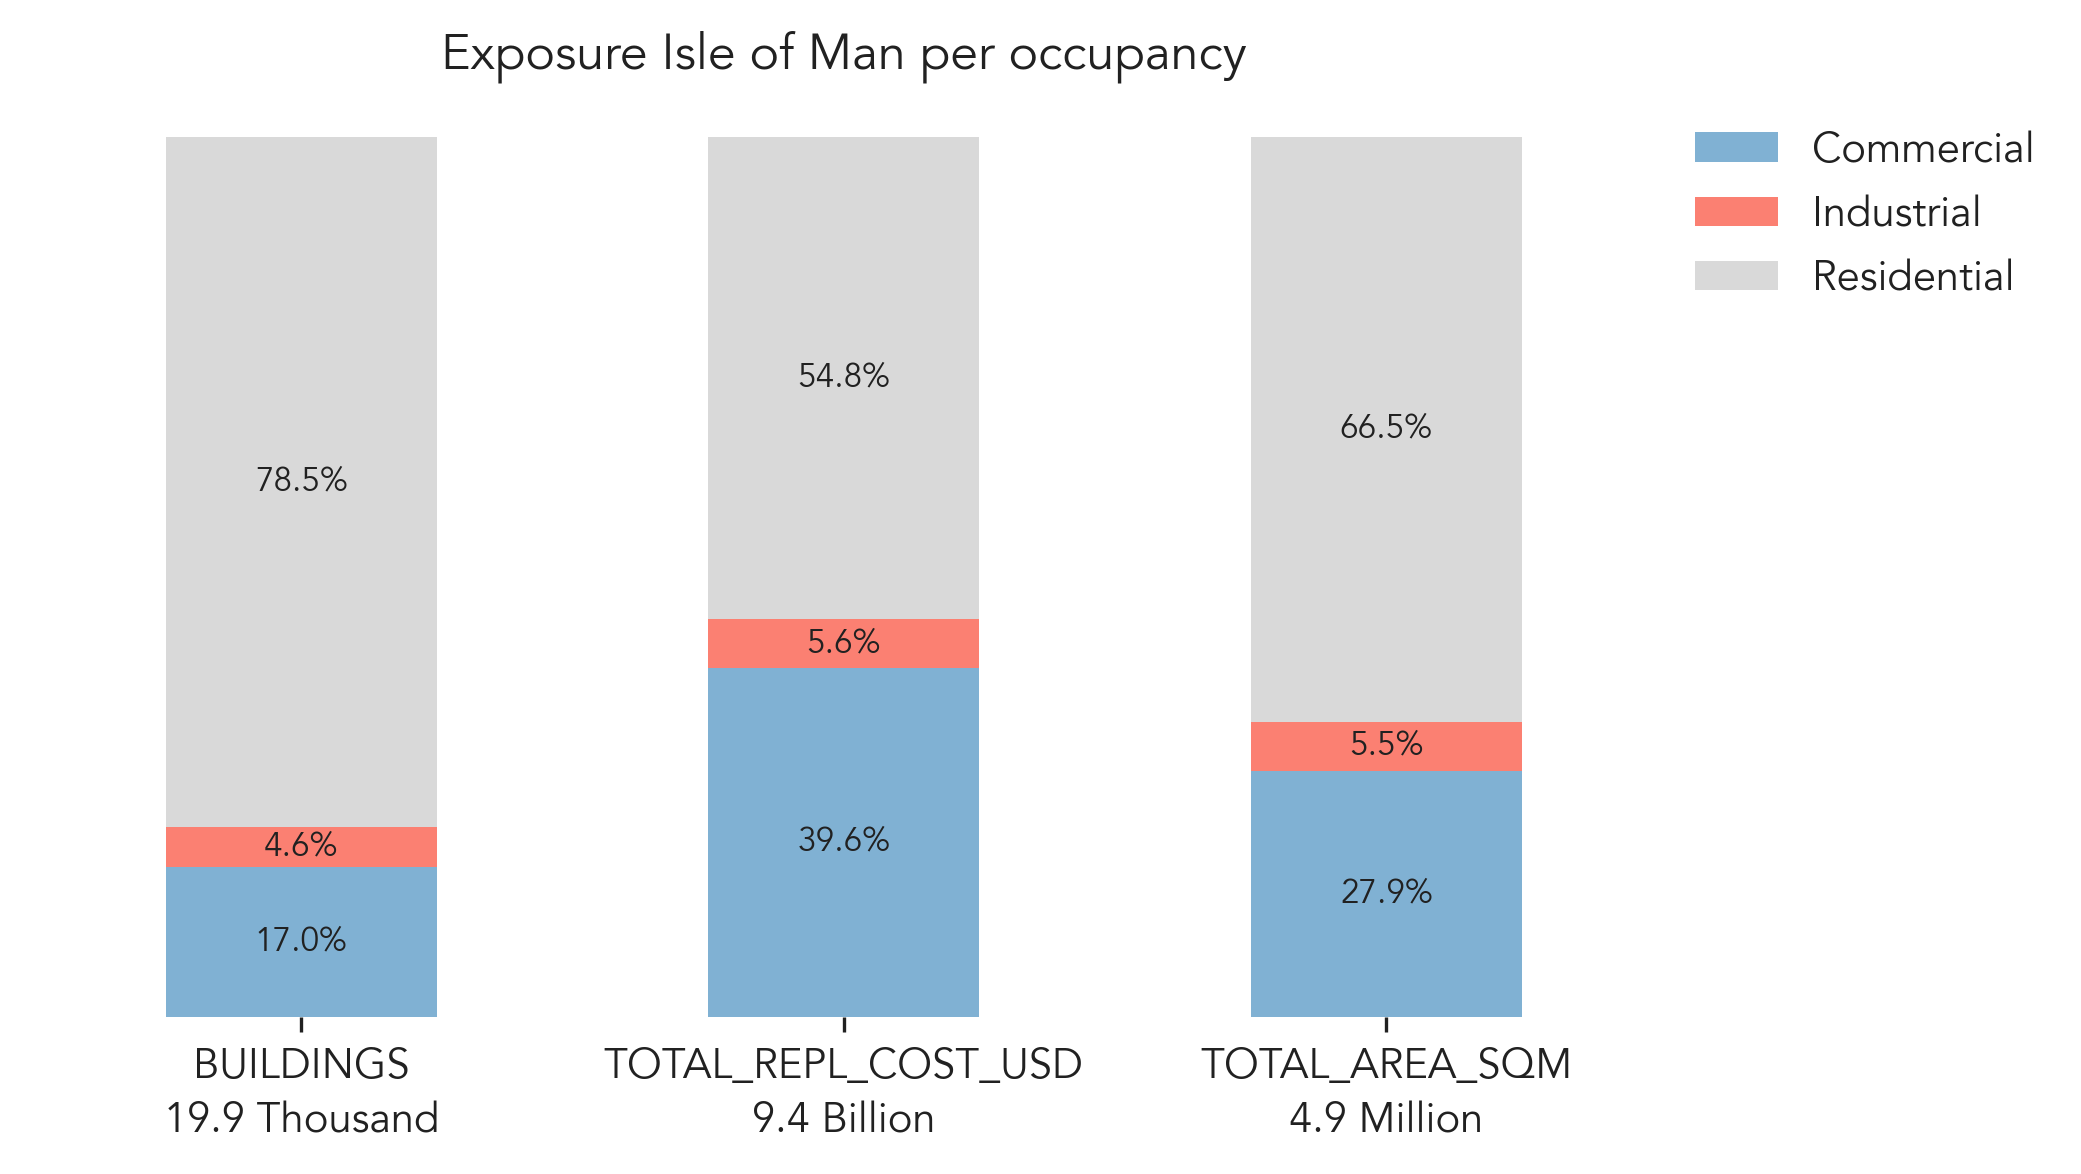 Exposure Isle of Man per occupancy
Commercial
Industrial
Residential
78.5%
4.6%
17.0%
54.8%
5.6%
39.6%
66.5%
5.5%
27.9%
BUILDINGS
19.9 Thousand
TOTAL_REPL_COST_USD
9.4 Billion
TOTAL_AREA_SQM
4.9 Million